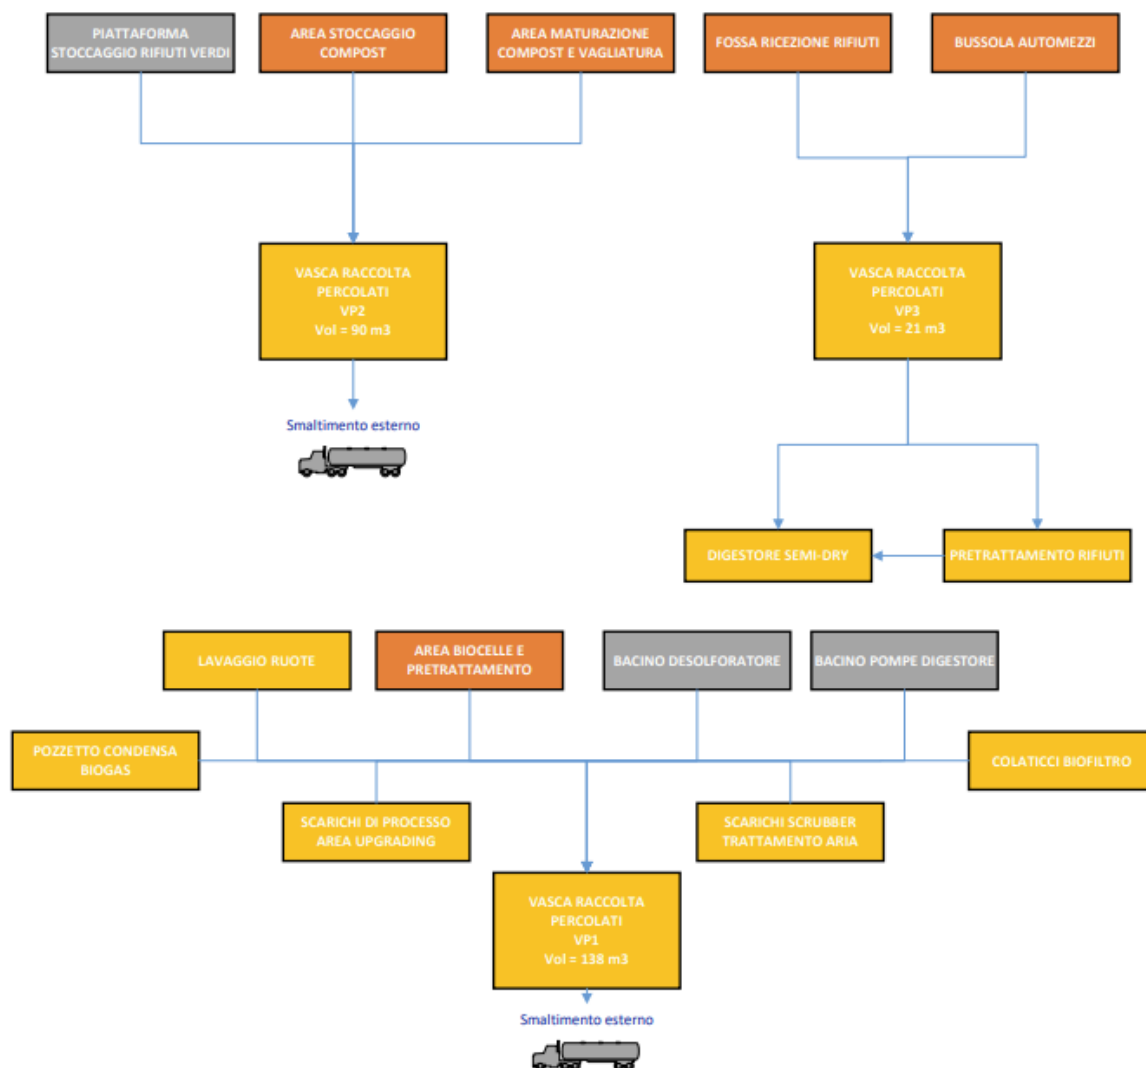 PIATTAFORMA
STOCCAGGIO RIFIUTI VERDI
AREA STOCCAGGIO
COMPOST
AREA MATURAZIONE
COMPOST E VAGLIATURA
FOSSA RICEZIONE RIFIUTI
BUSSOLA AUTOMEZZI
VASCA RACCOLTA
PERCOLATI
VP2
Vol = 90 m3
VASCA RACCOLTA
PERCOLATI
VP3
Vol = 21 m3
Smaltimento esterno
DIGESTORE SEMI-DRY
PRETRATTAMENTO RIFIUTI
LAVAGGIO RUOTE
AREA BIOCELLE E
PRETRATTAMENTO
BACINO DESOLFORATORE
BACINO POMPE DIGESTORE
POZZETTO CONDENSA
BIOGAS
COLATICCI BIOFILTRO
SCARICHI DI PROCESSO
AREA UPGRADING
SCARICHI SCRUBBER
TRATTAMENTO ARIA
VASCA RACCOLTA
PERCOLATI
VP1
Vol = 138 m3
Smaltimento esterno